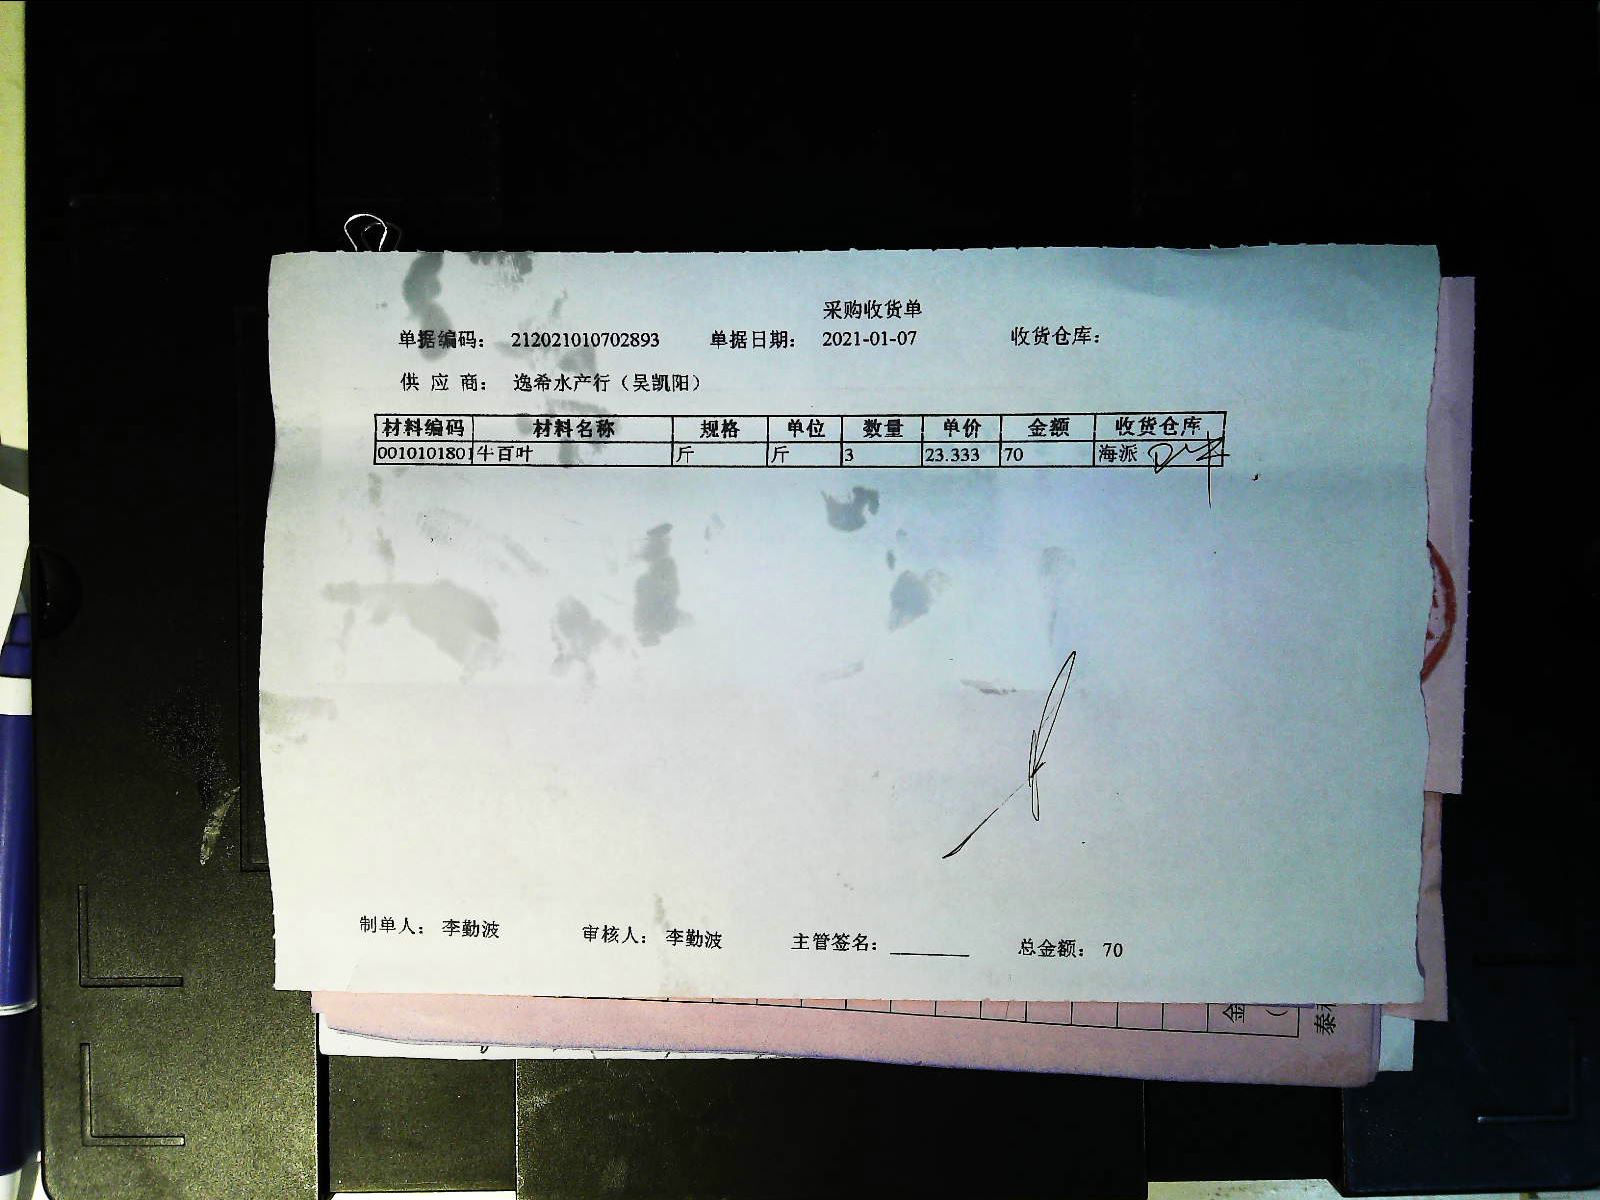 采购收货单
单据编码： 212021010702893 单据日期： 2021-01-07 收货仓库：
供 应 商： 逸希水产行（吴凯阳）
材料编码 材料名称 规格 单位 数量 单价 金额 收货仓库
0010101801 牛百叶 斤 斤 3 23.333 70 海派
制单人： 李勤波 审核人： 李勤波 主管签名： 总金额： 70
金
泰